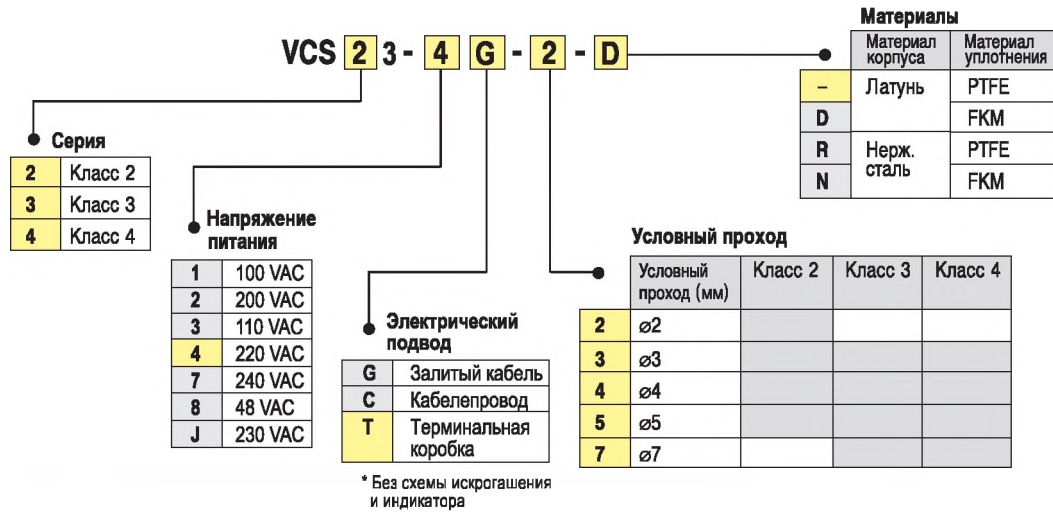 VCS 2 3 - 4 G - 2 - D
Материалы
Материал корпуса
Материал уплотнения
– Латунь PTFE
D FKM
R Нерж. сталь PTFE
N FKM
Серия
2 Класс 2
3 Класс 3
4 Класс 4
Напряжение
питания
1 100 VAC
2 200 VAC
3 110 VAC
4 220 VAC
7 240 VAC
8 48 VAC
J 230 VAC
Электрический
подвод
G Залитый кабель
C Кабелепровод
T Терминальная
коробка
* Без схемы искрогашения
и индикатора
Условный проход
Условный проход (мм) Класс 2 Класс 3 Класс 4
2 ⌀2
3 ⌀3
4 ⌀4
5 ⌀5
7 ⌀7